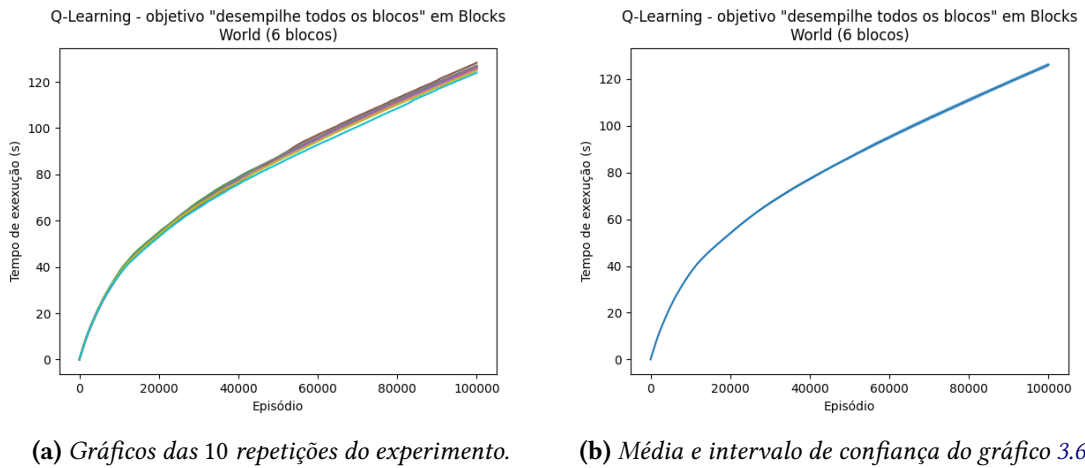 Q-Learning - objetivo "desempilhe todos os blocos" em Blocks
World (6 blocos)
Tempo de exexução (s)
120
100
80
60
40
20
0
0 20000 40000 60000 80000 100000
Episódio
(a) Gráficos das 10 repetições do experimento.
Q-Learning - objetivo "desempilhe todos os blocos" em Blocks
World (6 blocos)
Tempo de exexução (s)
120
100
80
60
40
20
0
0 20000 40000 60000 80000 100000
Episódio
(b) Média e intervalo de confiança do gráfico 3.6